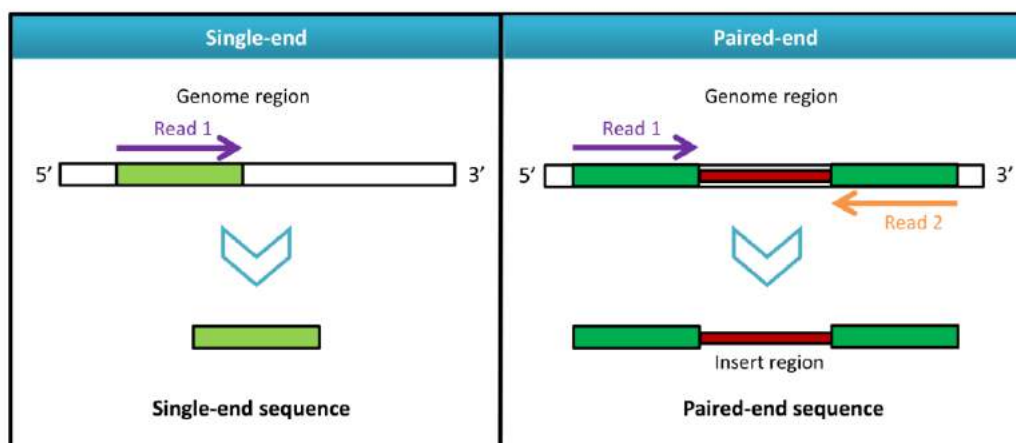 Single-end
Genome region
Read 1
5′
3′
Single-end sequence
Paired-end
Genome region
Read 1
5′
3′
Read 2
Insert region
Paired-end sequence